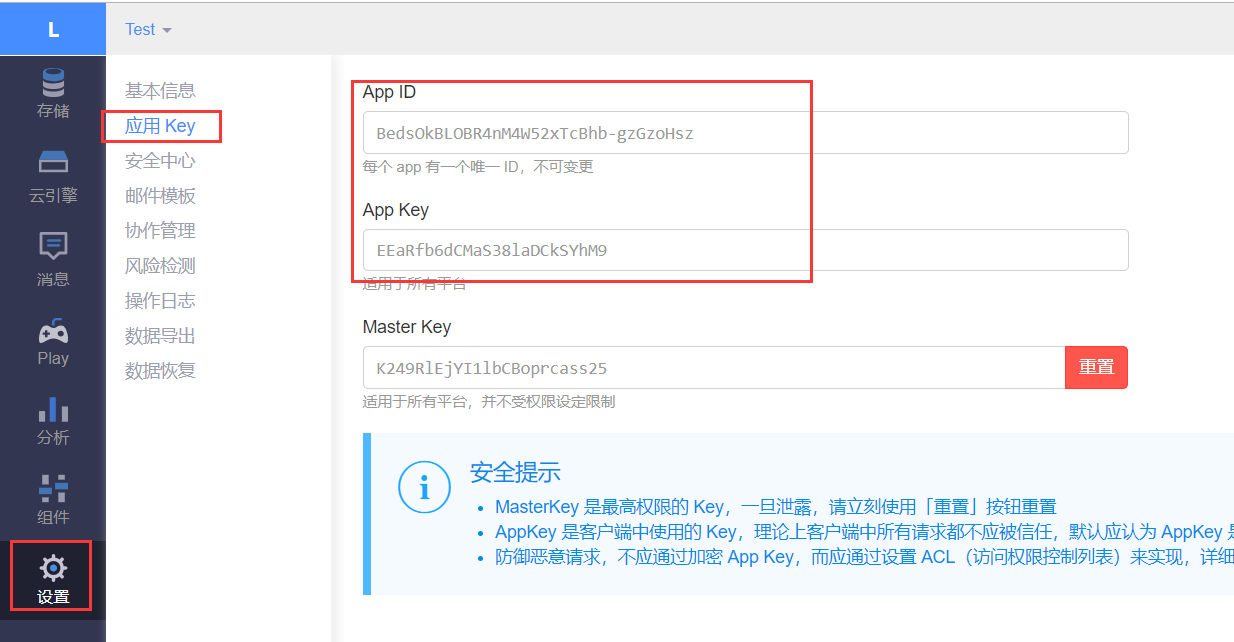 L
Test
存储
云引擎
消息
Play
分析
组件
设置
基本信息
应用 Key
安全中心
邮件模板
协作管理
风险检测
操作日志
数据导出
数据恢复
App ID
BedsOkBLOBR4nM4W52xTcBhb-gzGzoHsz
每个 app 有一个唯一 ID，不可变更
App Key
EEaRfb6dCMaS38laDCkSYhM9
适用于所有平台
Master Key
K249RlEjYI1lbCBoprcass25
重置
适用于所有平台，并不受权限设定限制
安全提示
MasterKey 是最高权限的 Key，一旦泄露，请立刻使用「重置」按钮重置
AppKey 是客户端中使用的 Key，理论上客户端中所有请求都不应被信任，默认应认为 AppKey 是
防御恶意请求，不应通过加密 App Key，而应通过设置 ACL（访问权限控制列表）来实现，详细